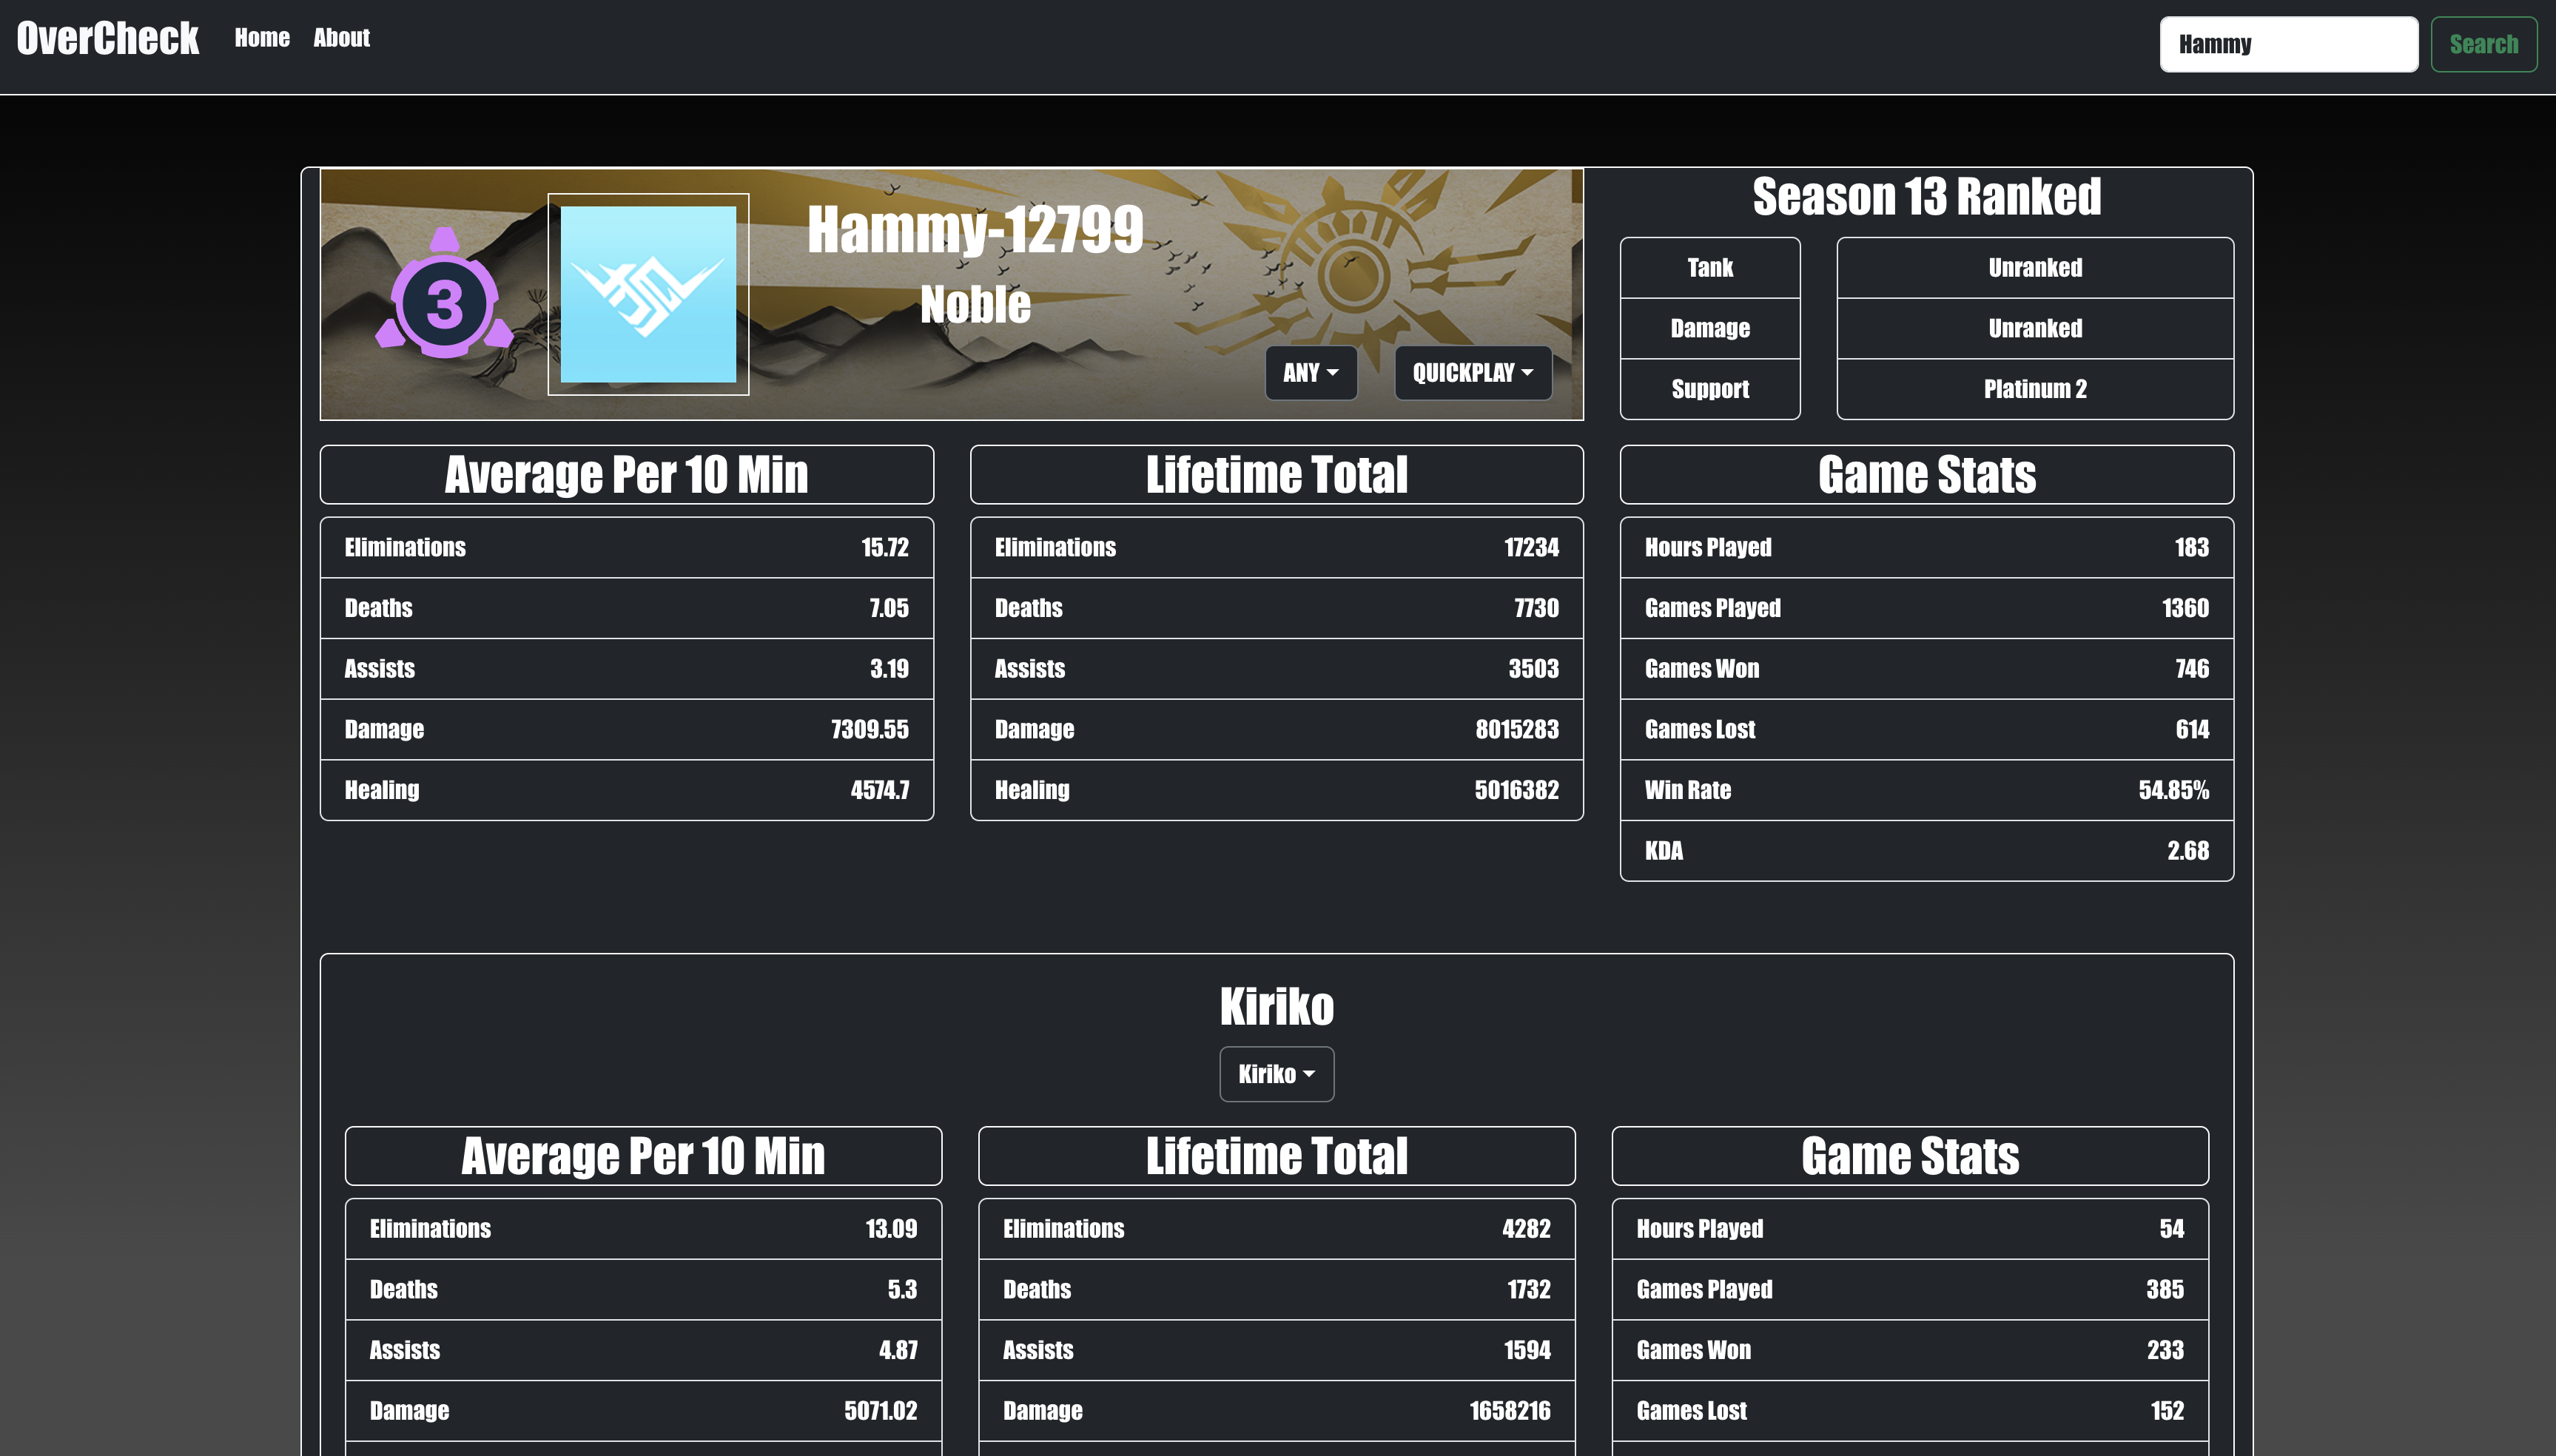 OverCheck Home About Hammy Search
3
Hammy-12799
Noble
ANY QUICKPLAY
Season 13 Ranked
Tank Unranked
Damage Unranked
Support Platinum 2
Average Per 10 Min
Eliminations 15.72
Deaths 7.05
Assists 3.19
Damage 7309.55
Healing 4574.7
Lifetime Total
Eliminations 17234
Deaths 7730
Assists 3503
Damage 8015283
Healing 5016382
Game Stats
Hours Played 183
Games Played 1360
Games Won 746
Games Lost 614
Win Rate 54.85%
KDA 2.68
Kiriko
Kiriko
Average Per 10 Min
Eliminations 13.09
Deaths 5.3
Assists 4.87
Damage 5071.02
Lifetime Total
Eliminations 4282
Deaths 1732
Assists 1594
Damage 1658216
Game Stats
Hours Played 54
Games Played 385
Games Won 233
Games Lost 152